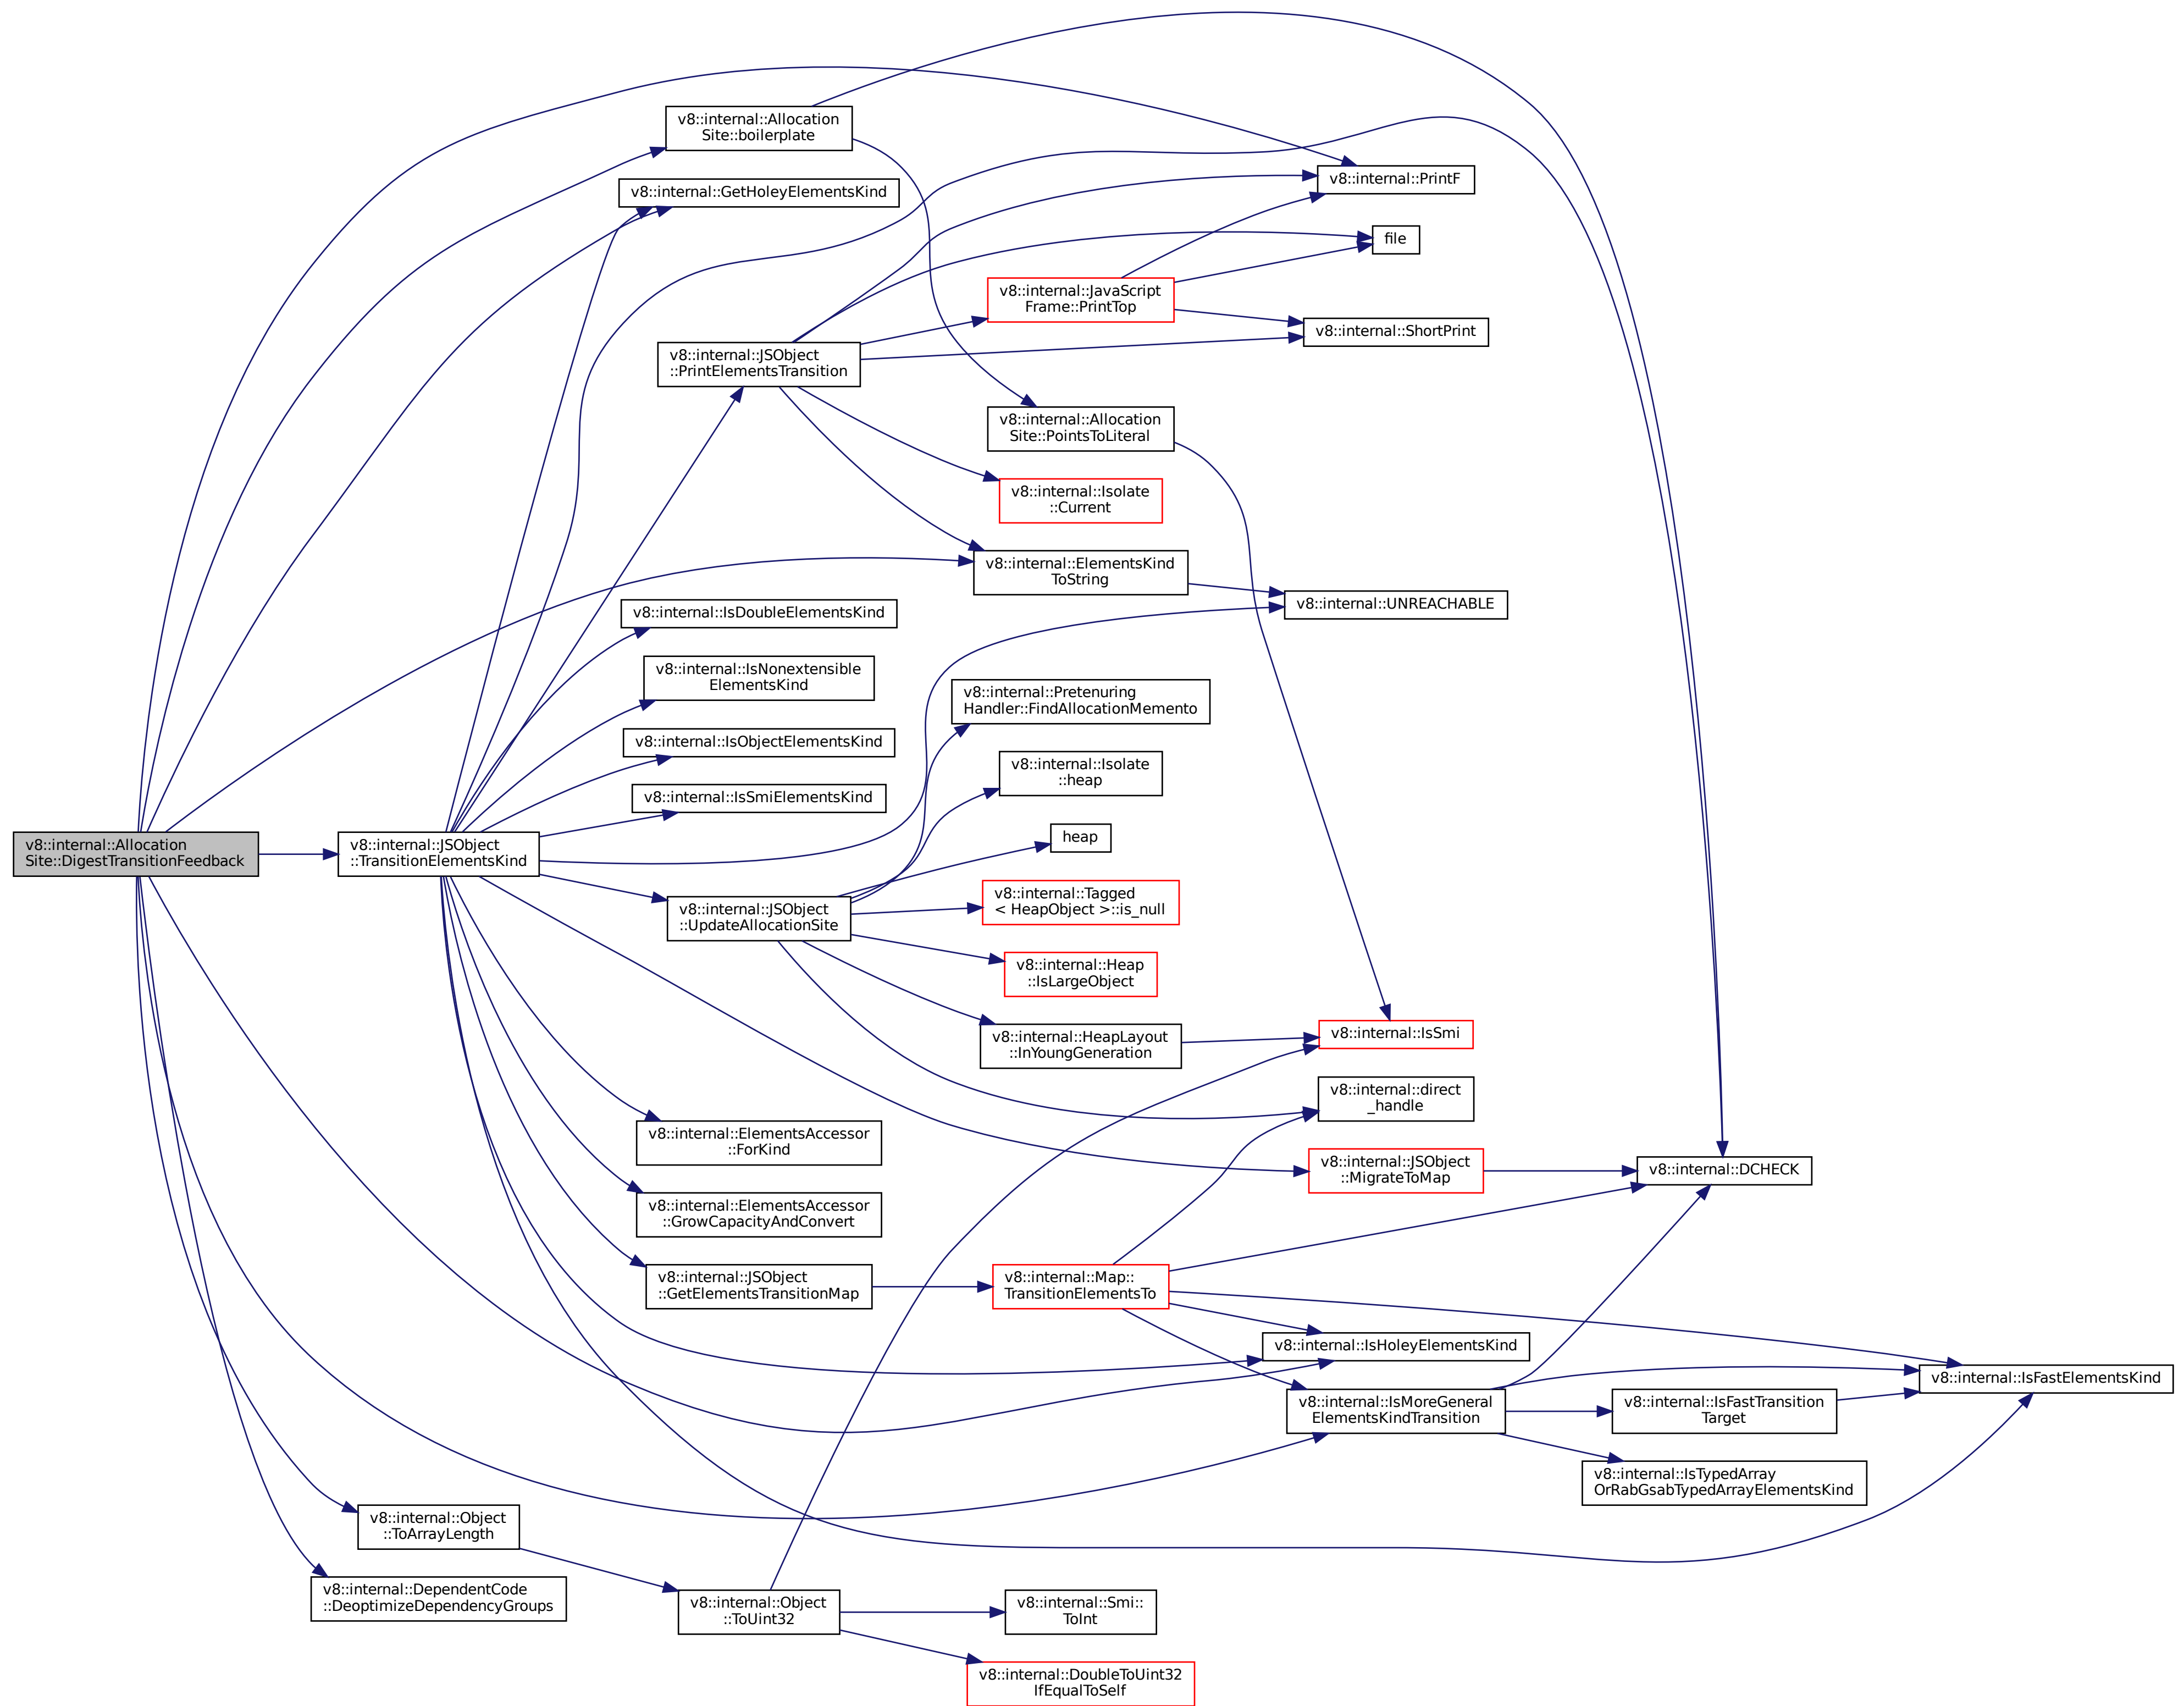 v8::internal::Allocation
Site::boilerplate
v8::internal::GetHoleyElementsKind
v8::internal::PrintF
file
v8::internal::JavaScript
Frame::PrintTop
v8::internal::ShortPrint
v8::internal::JSObject
::PrintElementsTransition
v8::internal::Allocation
Site::PointsToLiteral
v8::internal::Isolate
::Current
v8::internal::ElementsKind
ToString
v8::internal::UNREACHABLE
v8::internal::IsDoubleElementsKind
v8::internal::IsNonextensible
ElementsKind
v8::internal::Pretenuring
Handler::FindAllocationMemento
v8::internal::IsObjectElementsKind
v8::internal::Isolate
::heap
v8::internal::IsSmiElementsKind
heap
v8::internal::Allocation
Site::DigestTransitionFeedback
v8::internal::JSObject
::TransitionElementsKind
v8::internal::JSObject
::UpdateAllocationSite
v8::internal::Tagged
< HeapObject >::is_null
v8::internal::Heap
::IsLargeObject
v8::internal::HeapLayout
::InYoungGeneration
v8::internal::IsSmi
v8::internal::direct
_handle
v8::internal::ElementsAccessor
::ForKind
v8::internal::JSObject
::MigrateToMap
v8::internal::DCHECK
v8::internal::ElementsAccessor
::GrowCapacityAndConvert
v8::internal::JSObject
::GetElementsTransitionMap
v8::internal::Map::
TransitionElementsTo
v8::internal::IsHoleyElementsKind
v8::internal::IsFastElementsKind
v8::internal::IsMoreGeneral
ElementsKindTransition
v8::internal::IsFastTransition
Target
v8::internal::IsTypedArray
OrRabGsabTypedArrayElementsKind
v8::internal::Object
::ToArrayLength
v8::internal::DependentCode
::DeoptimizeDependencyGroups
v8::internal::Object
::ToUint32
v8::internal::Smi::
ToInt
v8::internal::DoubleToUint32
IfEqualToSelf